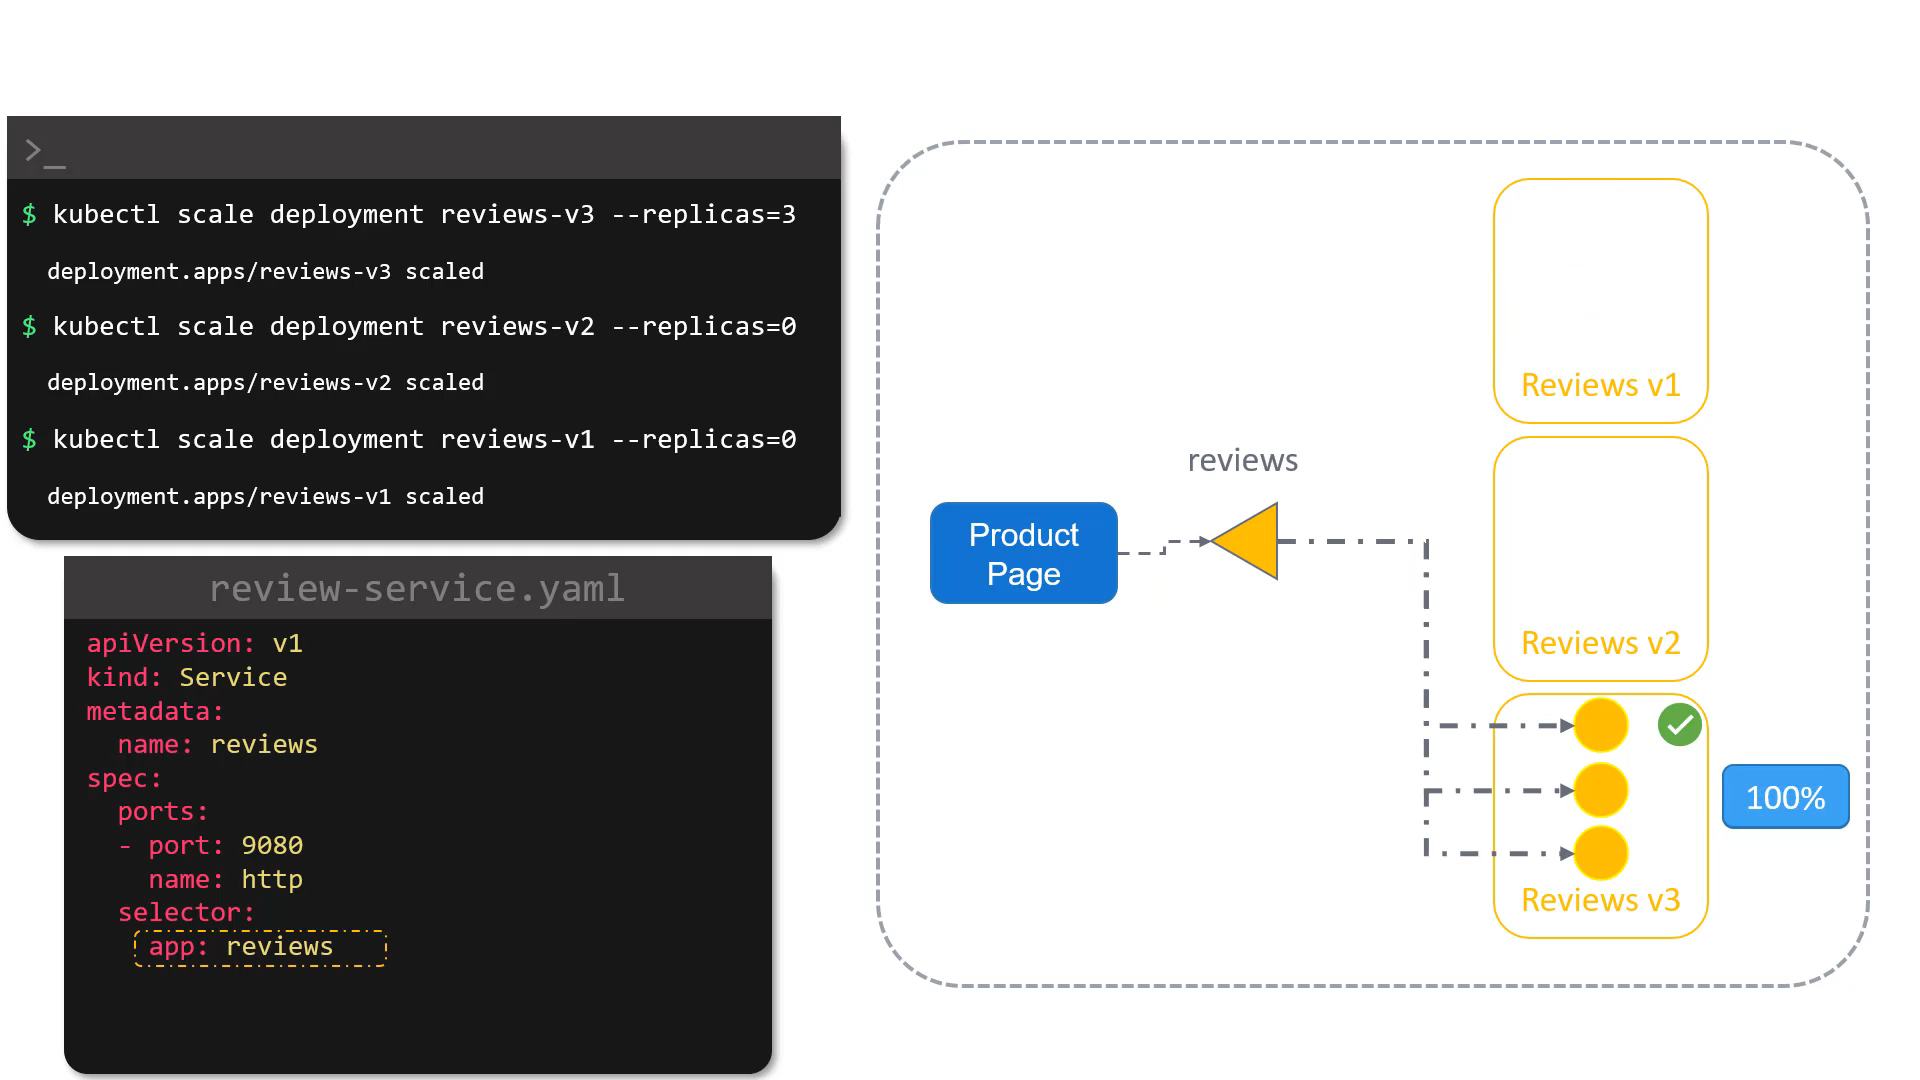 >_
$ kubectl scale deployment reviews-v3 --replicas=3
deployment.apps/reviews-v3 scaled
$ kubectl scale deployment reviews-v2 --replicas=0
deployment.apps/reviews-v2 scaled
$ kubectl scale deployment reviews-v1 --replicas=0
deployment.apps/reviews-v1 scaled
review-service.yaml
apiVersion: v1
kind: Service
metadata:
  name: reviews
spec:
  ports:
  - port: 9080
    name: http
  selector:
    app: reviews
Product
Page
reviews
Reviews v1
Reviews v2
Reviews v3
100%